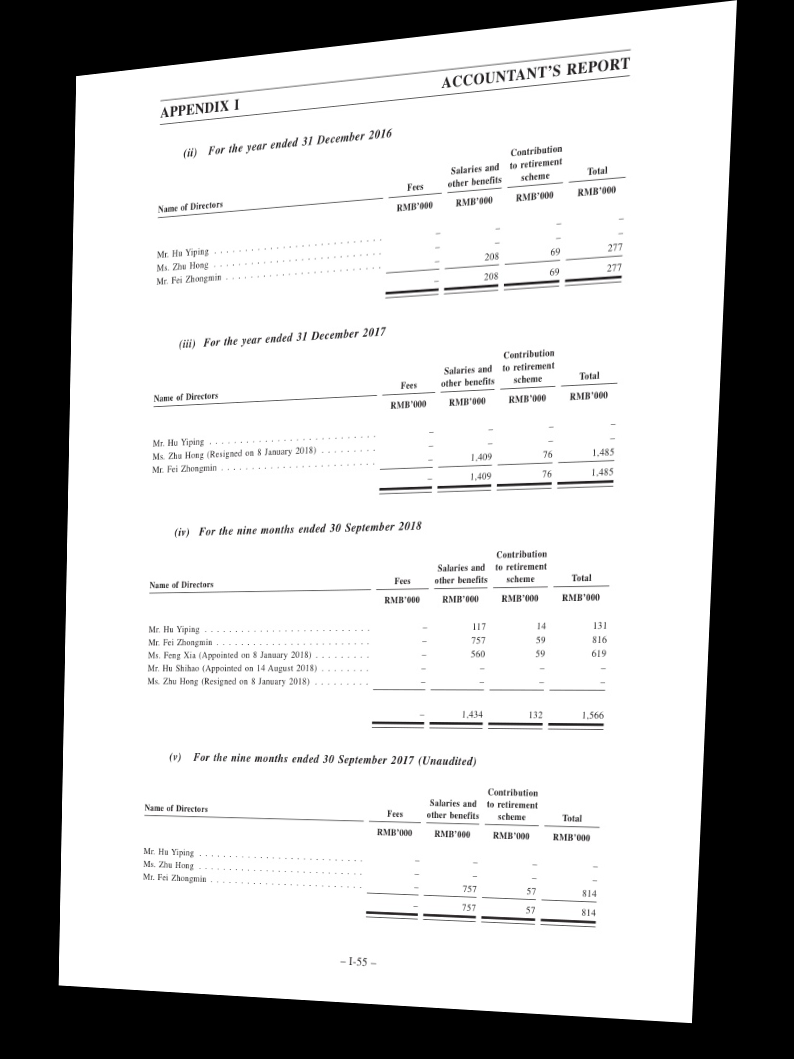 APPENDIX I ACCOUNTANT'S REPORT
(ii) For the year ended 31 December 2016
Name of Directors Fees Salaries and other benefits Contribution to retirement scheme Total
RMB'000 RMB'000 RMB'000 RMB'000
Mr. Hu Yiping . . . . . . . . . . . . . . . . . . . . . . . . . . . – – – –
Ms. Zhu Hong . . . . . . . . . . . . . . . . . . . . . . . . . . . – – – –
Mr. Fei Zhongmin . . . . . . . . . . . . . . . . . . . . . . . . . – 208 69 277
– 208 69 277
(iii) For the year ended 31 December 2017
Name of Directors Fees Salaries and other benefits Contribution to retirement scheme Total
RMB'000 RMB'000 RMB'000 RMB'000
Mr. Hu Yiping . . . . . . . . . . . . . . . . . . . . . . . . . . . – – – –
Ms. Zhu Hong (Resigned on 8 January 2018) . . . . . . . . . – – – –
Mr. Fei Zhongmin . . . . . . . . . . . . . . . . . . . . . . . . . – 1,409 76 1,485
– 1,409 76 1,485
(iv) For the nine months ended 30 September 2018
Name of Directors Fees Salaries and other benefits Contribution to retirement scheme Total
RMB'000 RMB'000 RMB'000 RMB'000
Mr. Hu Yiping . . . . . . . . . . . . . . . . . . . . . . . . . . . – 117 14 131
Mr. Fei Zhongmin . . . . . . . . . . . . . . . . . . . . . . . . . – 757 59 816
Ms. Feng Xia (Appointed on 8 January 2018) . . . . . . . . . – 560 59 619
Mr. Hu Shihao (Appointed on 14 August 2018) . . . . . . . . – – – –
Ms. Zhu Hong (Resigned on 8 January 2018) . . . . . . . . . – – – –
– 1,434 132 1,566
(v) For the nine months ended 30 September 2017 (Unaudited)
Name of Directors Fees Salaries and other benefits Contribution to retirement scheme Total
RMB'000 RMB'000 RMB'000 RMB'000
Mr. Hu Yiping . . . . . . . . . . . . . . . . . . . . . . . . . . . – – – –
Ms. Zhu Hong . . . . . . . . . . . . . . . . . . . . . . . . . . . – – – –
Mr. Fei Zhongmin . . . . . . . . . . . . . . . . . . . . . . . . . – 757 57 814
– 757 57 814
– I-55 –